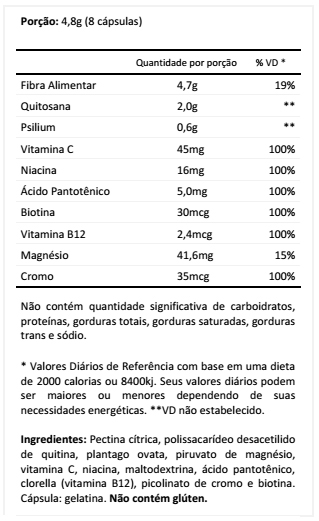 Porção: 4,8g (8 cápsulas)
Quantidade por porção % VD *
Fibra Alimentar 4,7g 19%
Quitosana 2,0g **
Psilium 0,6g **
Vitamina C 45mg 100%
Niacina 16mg 100%
Ácido Pantotênico 5,0mg 100%
Biotina 30mcg 100%
Vitamina B12 2,4mcg 100%
Magnésio 41,6mg 15%
Cromo 35mcg 100%
Não contém quantidade significativa de carboidratos,
proteínas, gorduras totais, gorduras saturadas, gorduras
trans e sódio.
* Valores Diários de Referência com base em uma dieta
de 2000 calorias ou 8400kj. Seus valores diários podem
ser maiores ou menores dependendo de suas
necessidades energéticas. **VD não estabelecido.
Ingredientes: Pectina cítrica, polissacarídeo desacetilido
de quitina, plantago ovata, piruvato de magnésio,
vitamina C, niacina, maltodextrina, ácido pantotênico,
clorella (vitamina B12), picolinato de cromo e biotina.
Cápsula: gelatina. Não contém glúten.